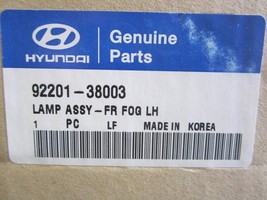 HYUNDAI
Genuine
Parts
92201-38003
LAMP ASSY-FR FOG LH
1 PC LF MADE IN KOREA